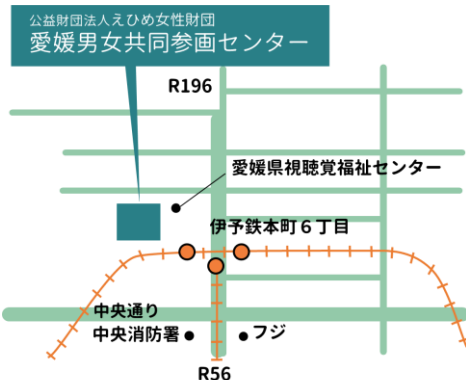 公益財団法人えひめ女性財団
愛媛男女共同参画センター
R196
愛媛県視聴覚福祉センター
伊予鉄本町６丁目
中央通り
中央消防署
フジ
R56